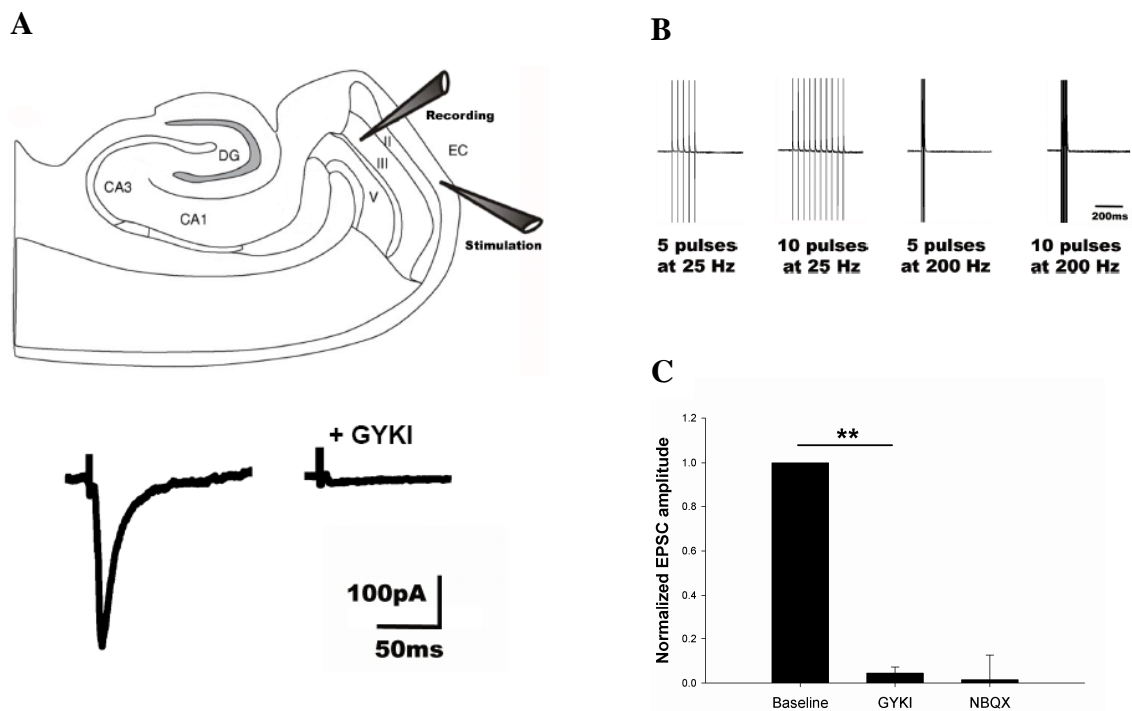 A
Recording
II
EC
DG
III
CA3
V
CA1
Stimulation
+ GYKI
100pA
50ms
B
200ms
5 pulses
at 25 Hz
10 pulses
at 25 Hz
5 pulses
at 200 Hz
10 pulses
at 200 Hz
C
1.2
**
1.0
0.8
0.6
0.4
0.2
0.0
Normalized EPSC amplitude
Baseline GYKI NBQX